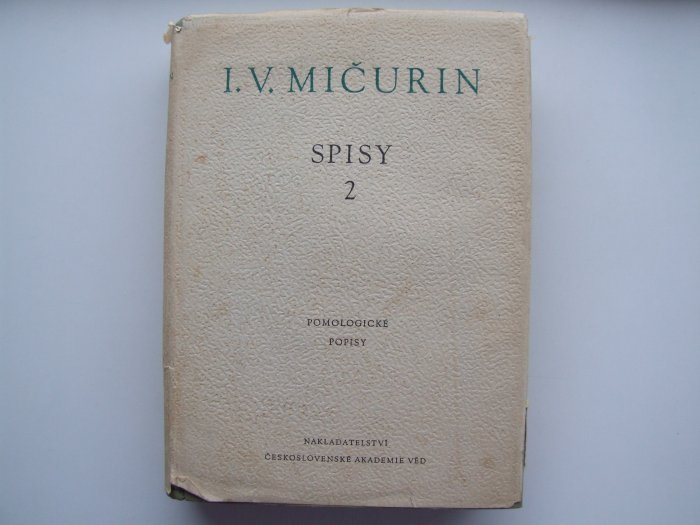 I. V. MIČURIN
SPISY
2
POMOLOGICKÉ
POPISY
NAKLADATELSTVÍ
ČESKOSLOVENSKÉ AKADEMIE VĚD